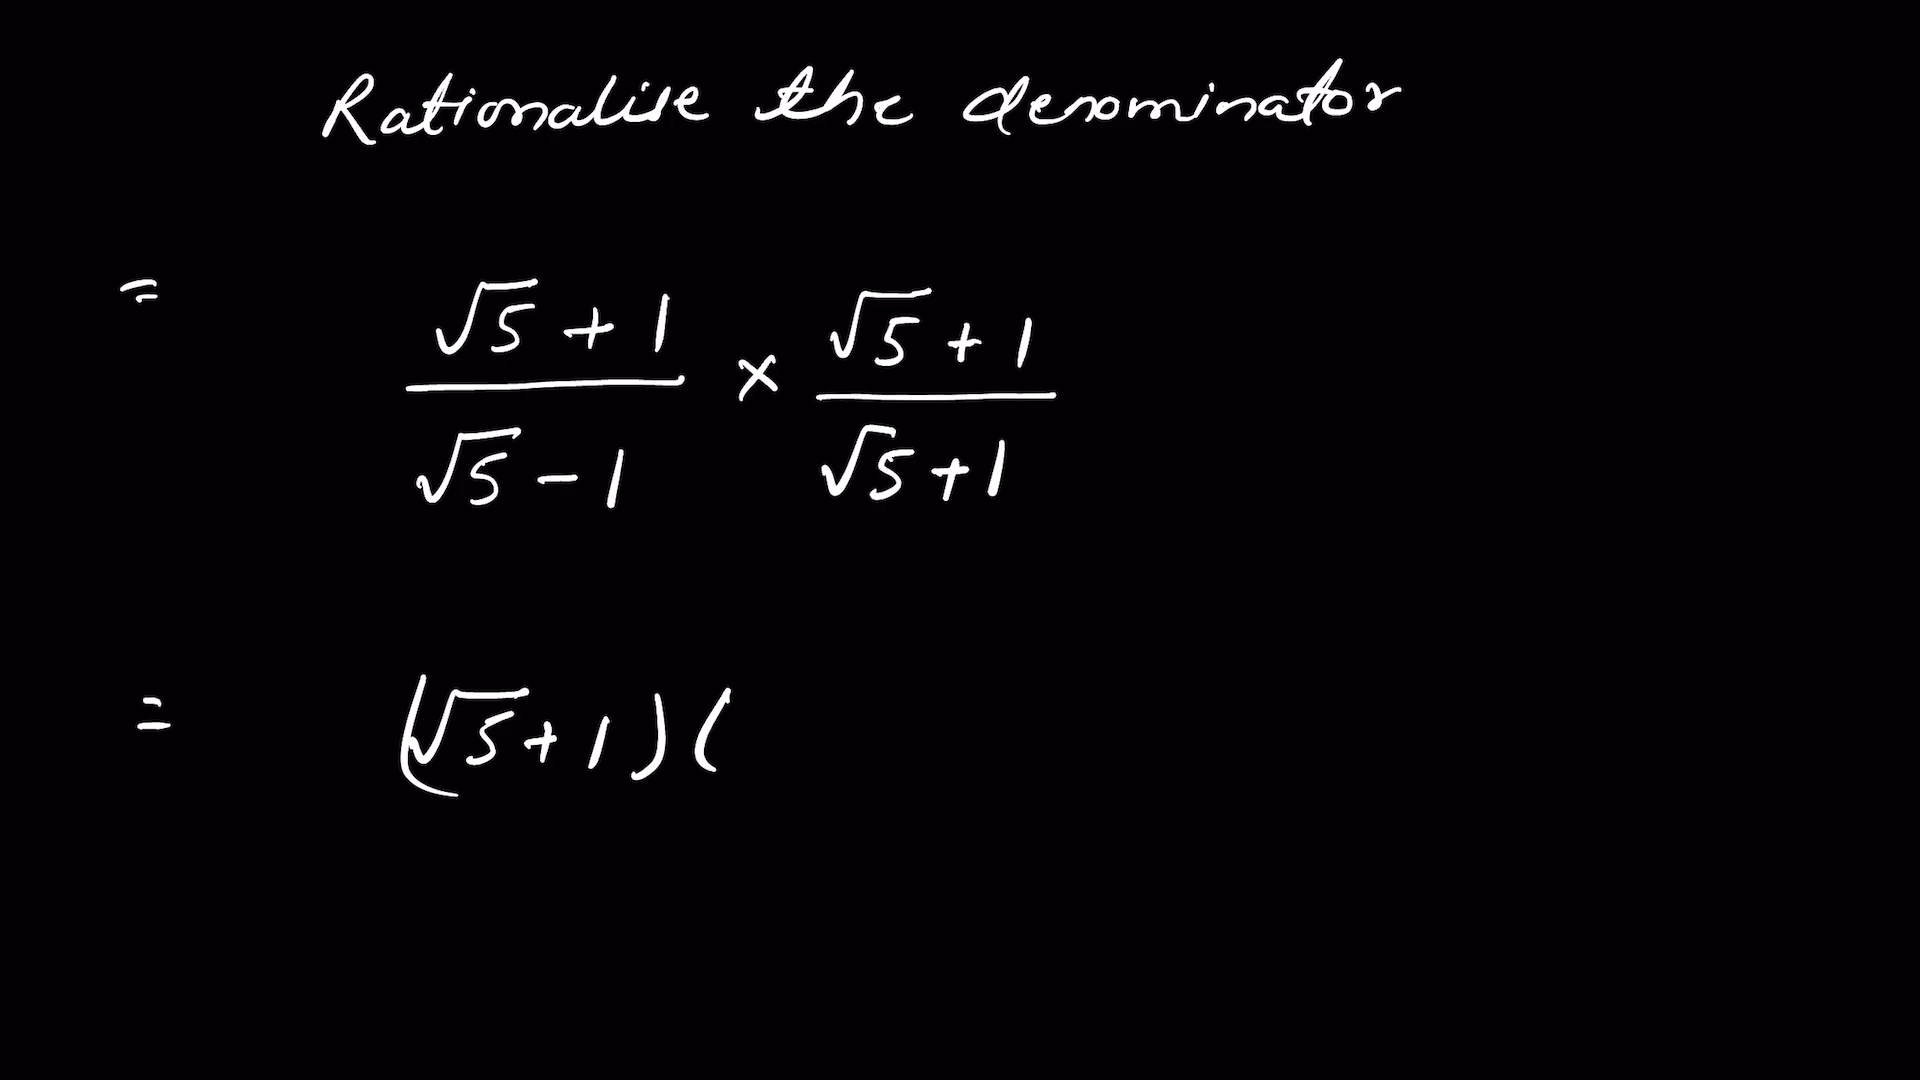 Rationalise the denominator
= √5 + 1 / √5 - 1 × √5 + 1 / √5 + 1
= (√5 + 1) (